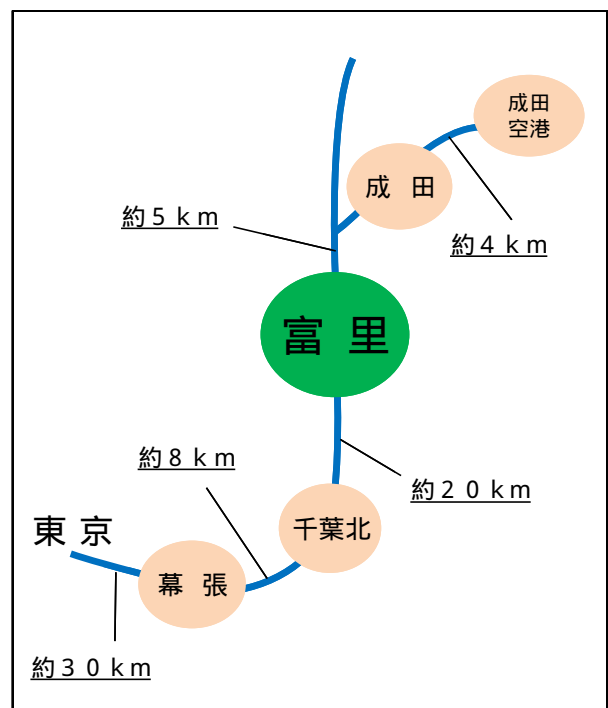 成田
空港
成 田
約5km
約4km
富 里
約8km
約20km
東京
千葉北
幕 張
約30km